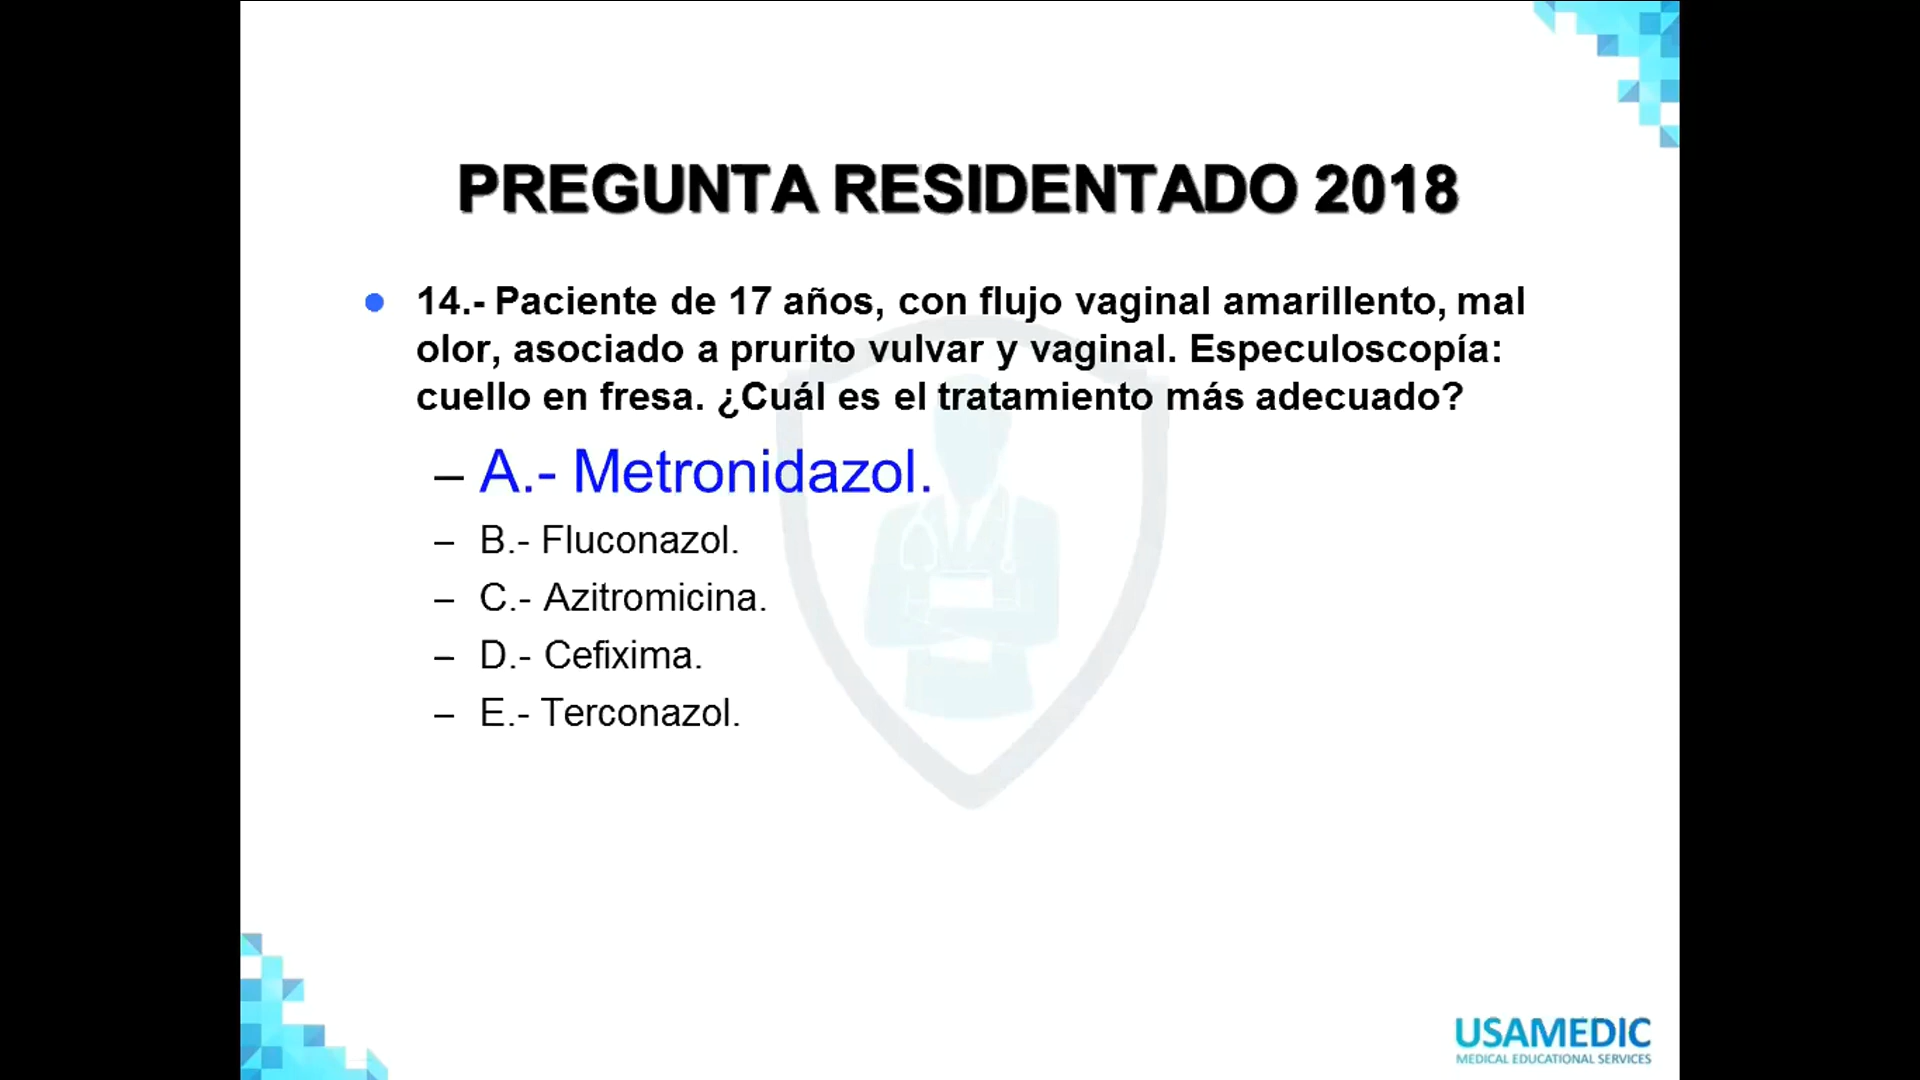 PREGUNTA RESIDENTADO 2018
● 14.- Paciente de 17 años, con flujo vaginal amarillento, mal
olor, asociado a prurito vulvar y vaginal. Especuloscopía:
cuello en fresa. ¿Cuál es el tratamiento más adecuado?
– A.- Metronidazol.
– B.- Fluconazol.
– C.- Azitromicina.
– D.- Cefixima.
– E.- Terconazol.
USAMEDIC
MEDICAL EDUCATIONAL SERVICES